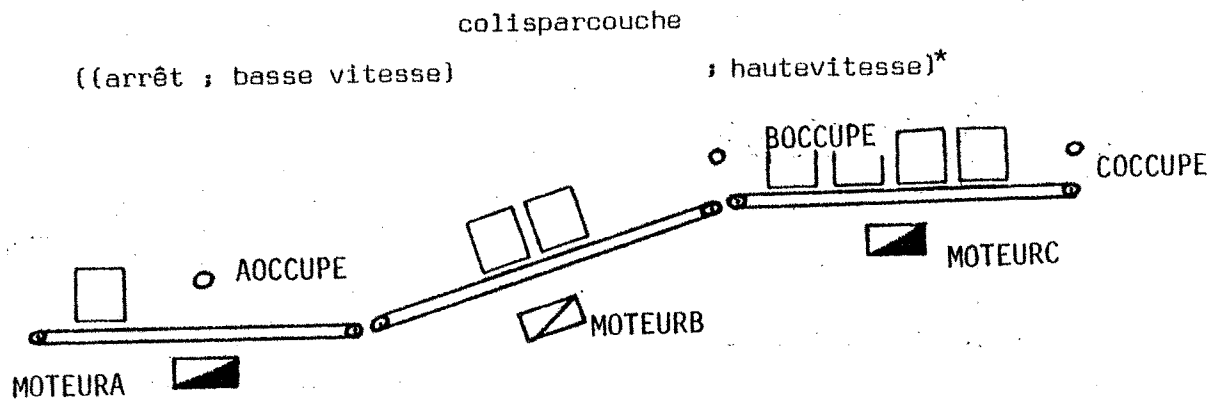 colisparcouche
((arrêt ; basse vitesse) ; hautevitesse)*
BOCCUPE
COCCUPE
AOCCUPE
MOTEURC
MOTEURB
MOTEURA